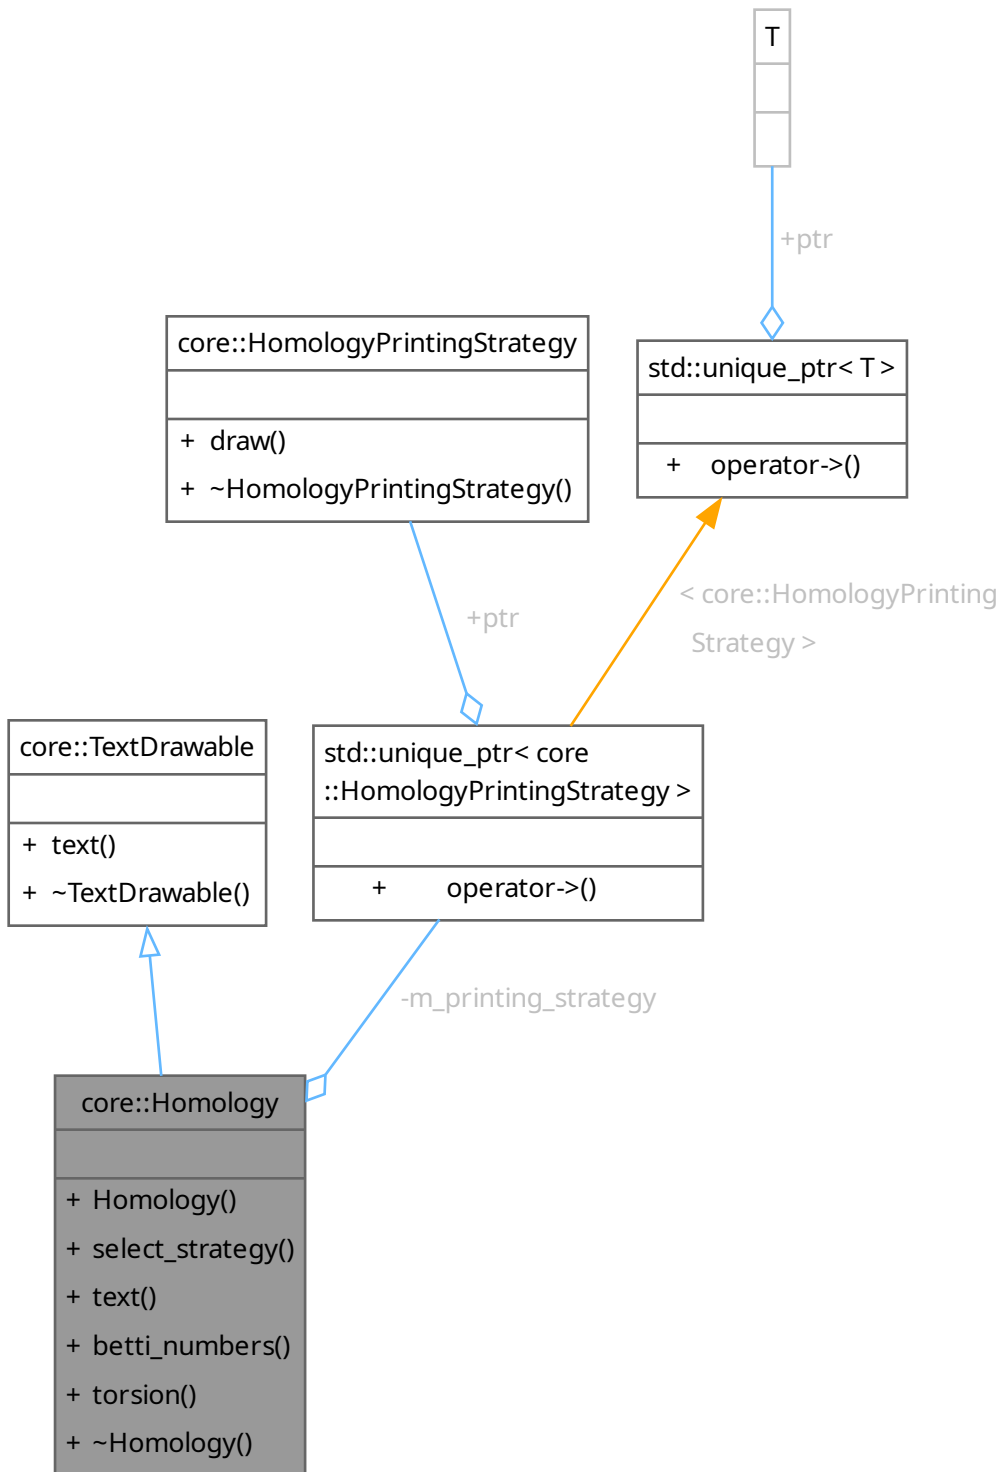 T
+ptr
core::HomologyPrintingStrategy
+ draw()
+ ~HomologyPrintingStrategy()
std::unique_ptr< T >
+ operator->()
+ptr
< core::HomologyPrinting
Strategy >
core::TextDrawable
+ text()
+ ~TextDrawable()
std::unique_ptr< core
::HomologyPrintingStrategy >
+ operator->()
-m_printing_strategy
core::Homology
+ Homology()
+ select_strategy()
+ text()
+ betti_numbers()
+ torsion()
+ ~Homology()